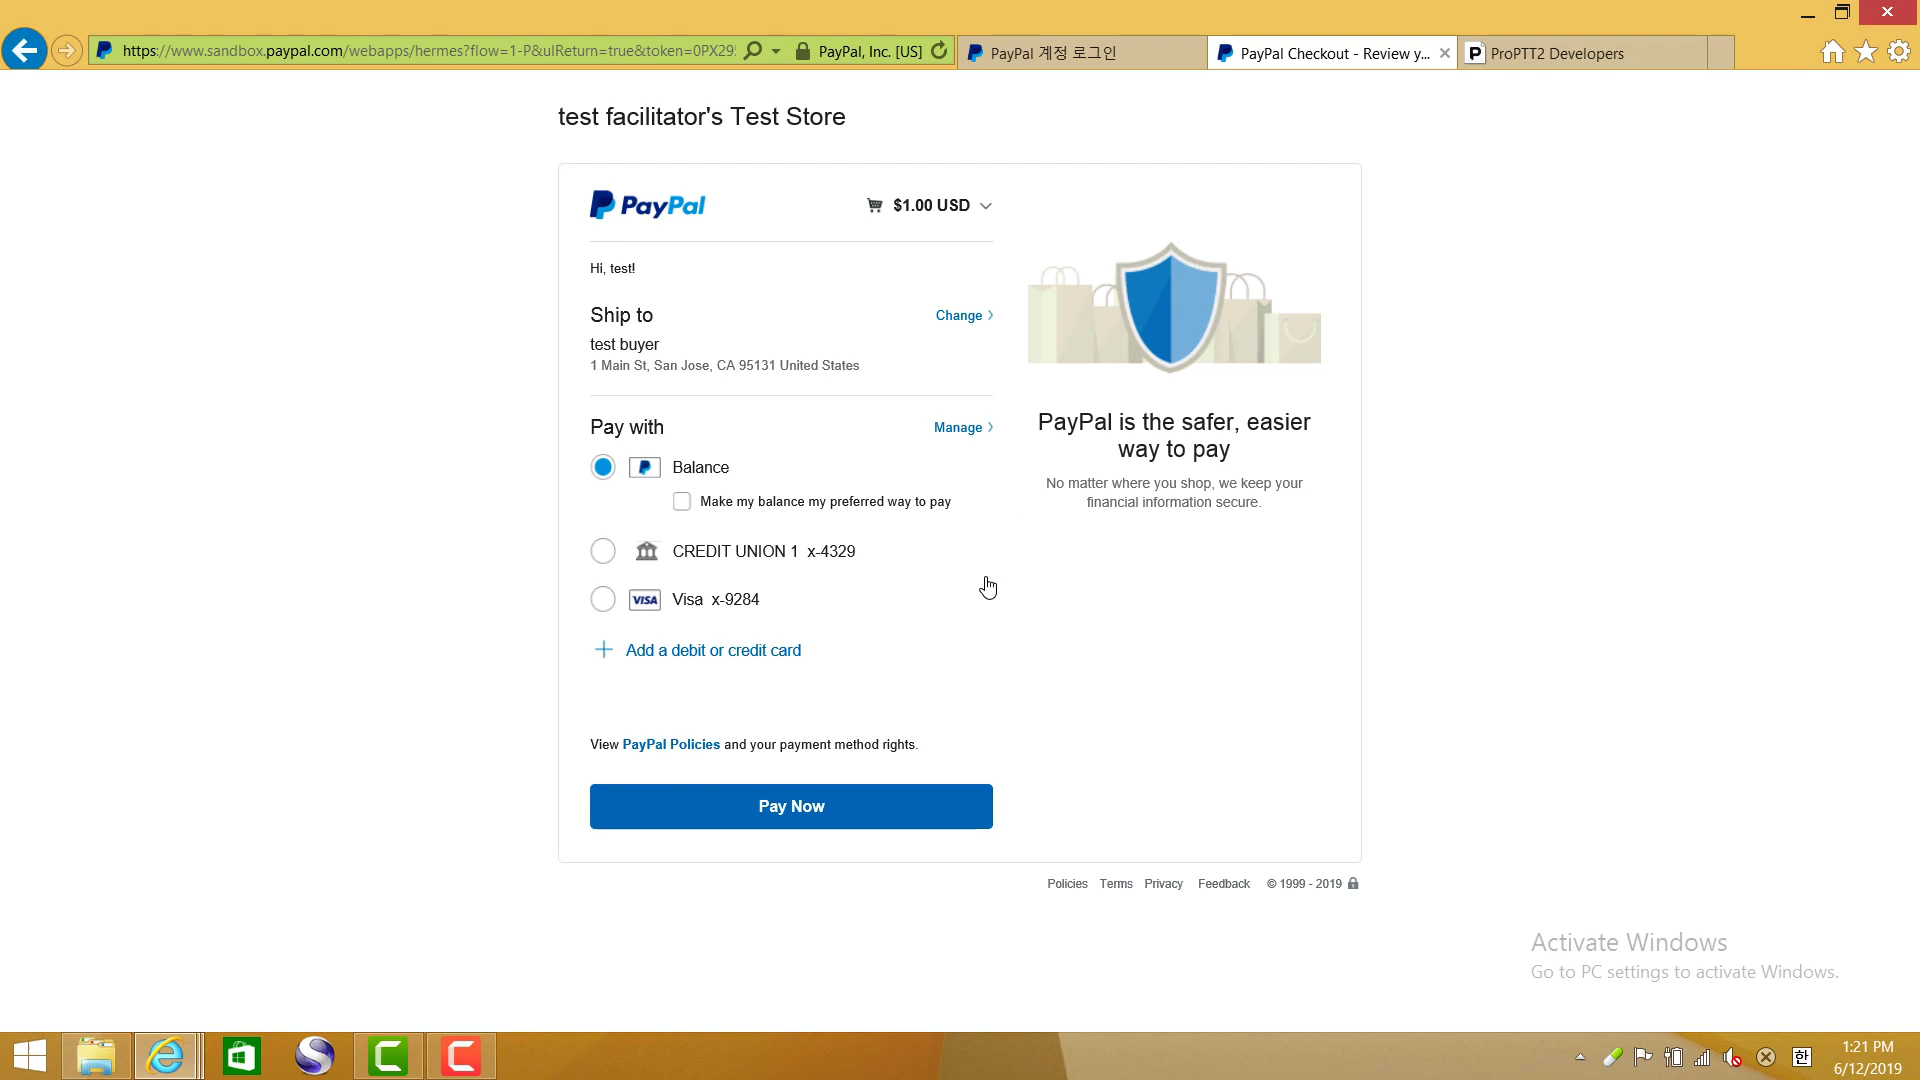 https://www.sandbox.paypal.com/webapps/hermes?flow=1-P&ulReturn=true&token=0PX29
PayPal, Inc. [US]
PayPal 계정 로그인
PayPal Checkout - Review y...
ProPTT2 Developers
test facilitator's Test Store
PayPal
$1.00 USD
Hi, test!
Ship to
Change
test buyer
1 Main St, San Jose, CA 95131 United States
Pay with
Manage
Balance
Make my balance my preferred way to pay
CREDIT UNION 1 x-4329
VISA
Visa x-9284
Add a debit or credit card
View PayPal Policies and your payment method rights.
Pay Now
PayPal is the safer, easier
way to pay
No matter where you shop, we keep your
financial information secure.
Policies Terms Privacy Feedback © 1999 - 2019
Activate Windows
Go to PC settings to activate Windows.
한
1:21 PM
6/12/2019